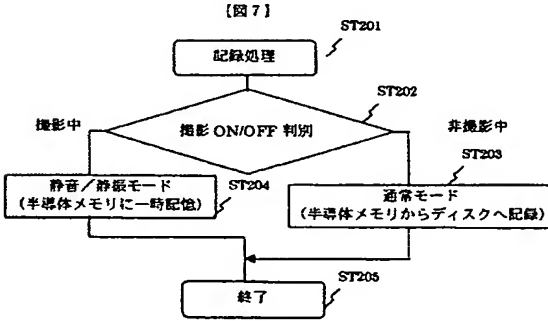 【図7】
ST201
記録処理
ST202
撮影中
撮影 ON/OFF 判別
非撮影中
ST203
静音/静振モード
(半導体メモリに一時記憶)
ST204
通常モード
(半導体メモリからディスクへ記録)
ST205
終了